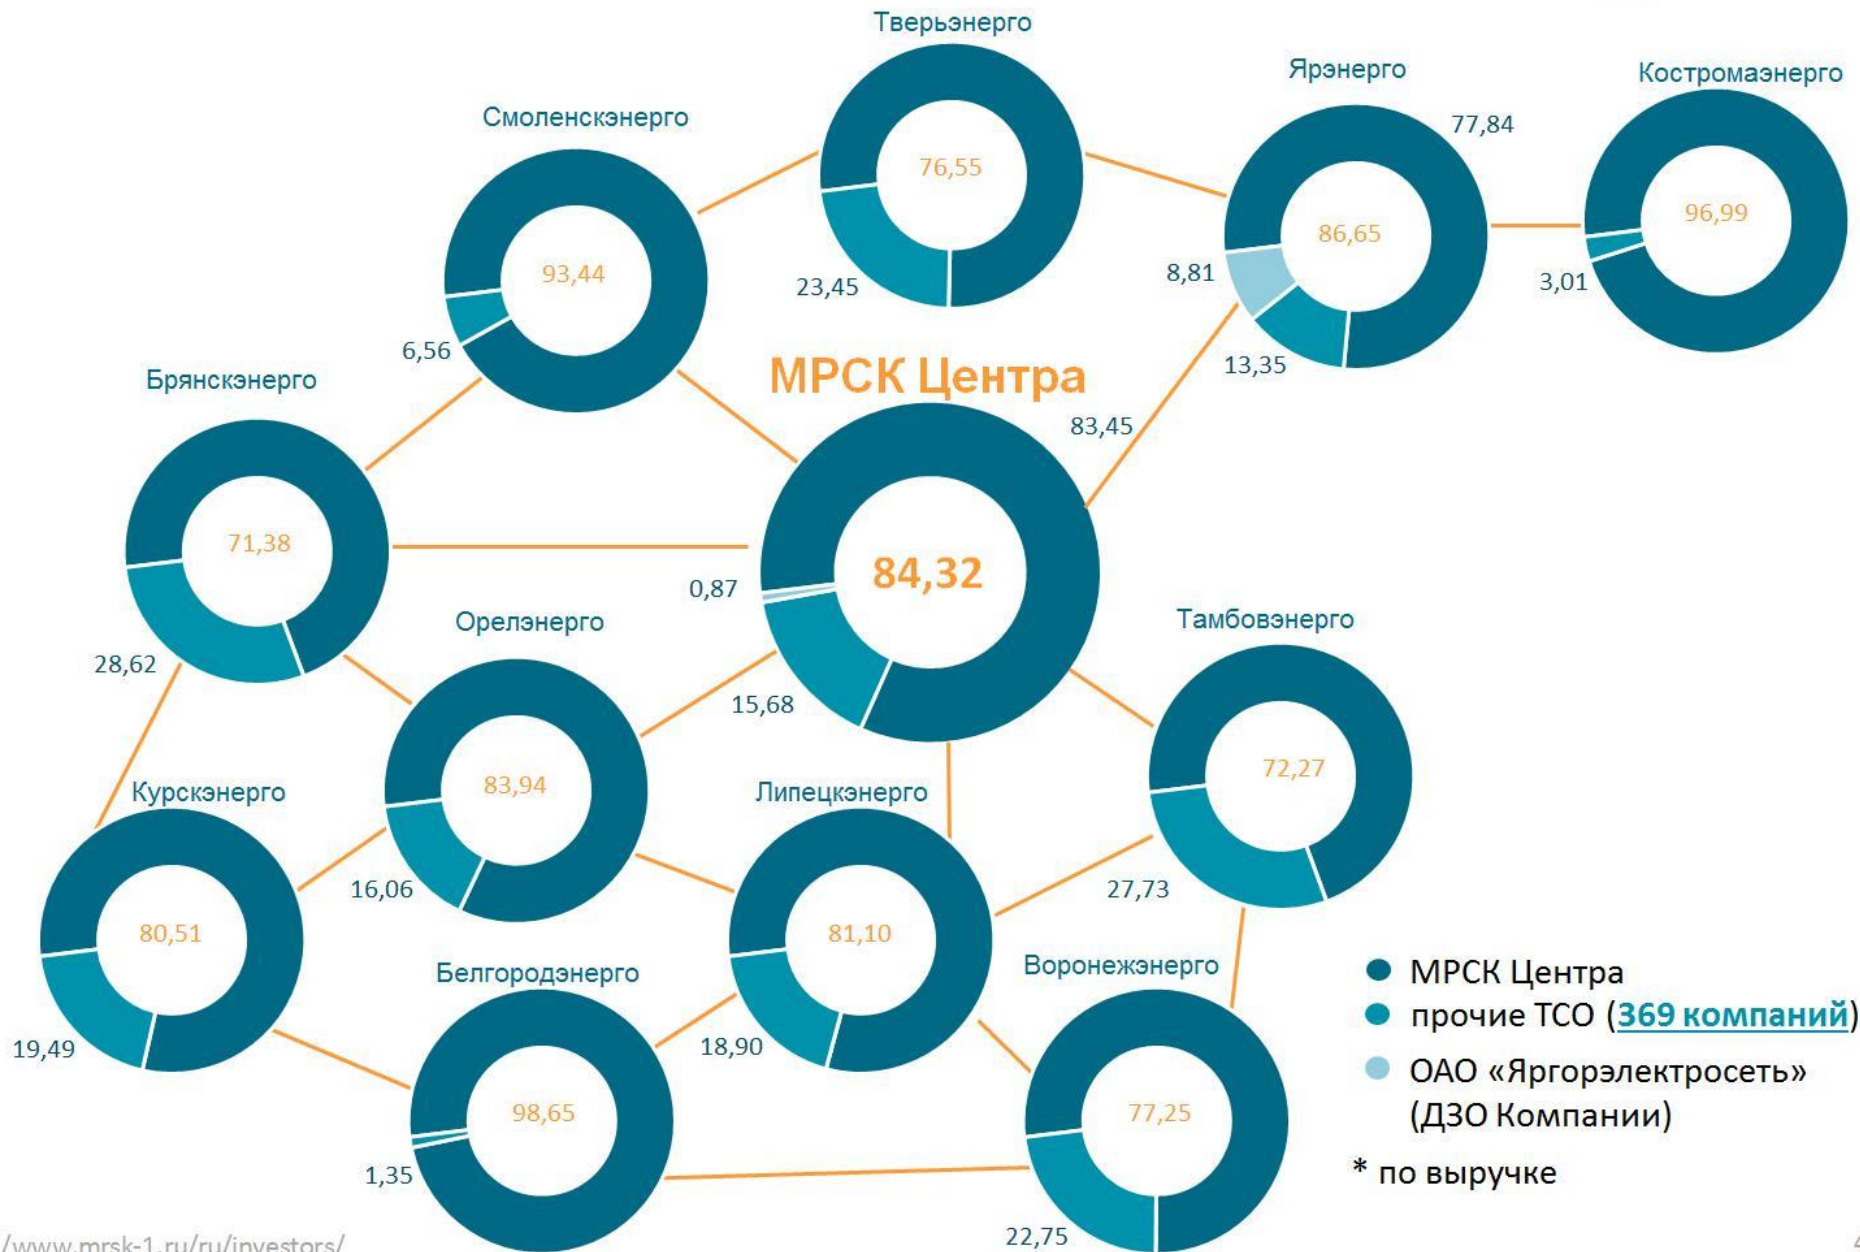 Тверьэнерго
76,55
23,45
Ярэнерго
77,84
86,65
8,81
13,35
Костромаэнерго
96,99
3,01
Смоленскэнерго
93,44
6,56
МРСК Центра
83,45
84,32
0,87
15,68
Брянскэнерго
71,38
28,62
Орелэнерго
83,94
16,06
Тамбовэнерго
72,27
27,73
Курскэнерго
80,51
19,49
Липецкэнерго
81,10
18,90
Белгородэнерго
98,65
1,35
Воронежэнерго
77,25
22,75
МРСК Центра
прочие ТСО (369 компаний)
ОАО «Яргорэлектросеть»
(ДЗО Компании)
* по выручке
/www.mrsk-1.ru/ru/investors/